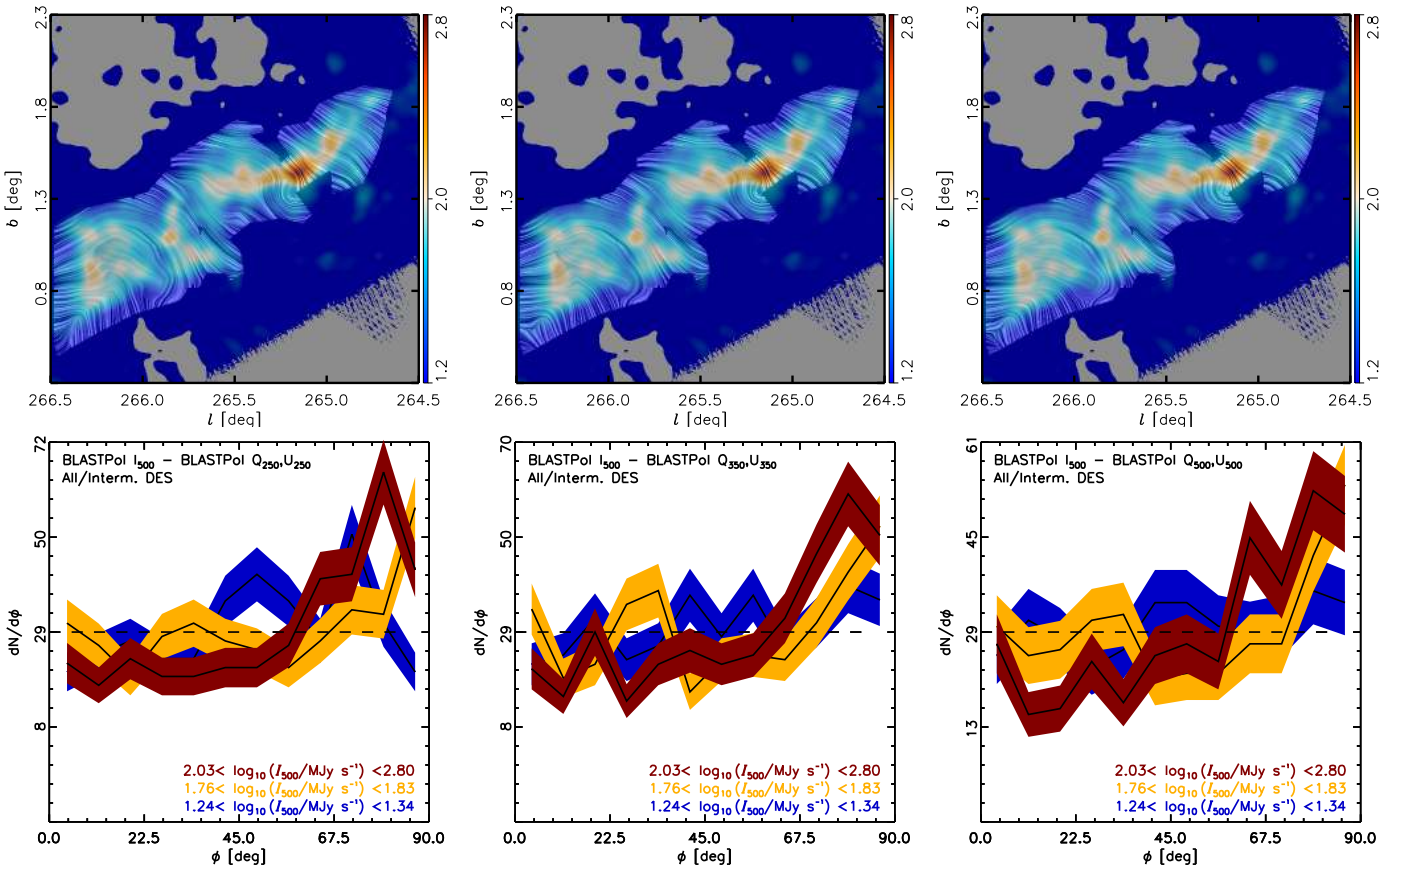 2.3
1.8
1.3
0.8
b [deg]
266.5 266.0 265.5 265.0 264.5
l [deg]
2.8
2.0
1.2
2.3
1.8
1.3
0.8
b [deg]
266.5 266.0 265.5 265.0 264.5
l [deg]
2.8
2.0
1.2
2.3
1.8
1.3
0.8
b [deg]
266.5 266.0 265.5 265.0 264.5
l [deg]
2.8
2.0
1.2
72
50
29
8
dN/dϕ
BLASTPol I₅₀₀ – BLASTPol Q₂₅₀,U₂₅₀
All/Interm. DES
2.03< log₁₀(I₅₀₀/MJy s⁻¹) <2.80
1.76< log₁₀(I₅₀₀/MJy s⁻¹) <1.83
1.24< log₁₀(I₅₀₀/MJy s⁻¹) <1.34
0.0 22.5 45.0 67.5 90.0
ϕ [deg]
70
50
29
8
dN/dϕ
BLASTPol I₅₀₀ – BLASTPol Q₃₅₀,U₃₅₀
All/Interm. DES
2.03< log₁₀(I₅₀₀/MJy s⁻¹) <2.80
1.76< log₁₀(I₅₀₀/MJy s⁻¹) <1.83
1.24< log₁₀(I₅₀₀/MJy s⁻¹) <1.34
0.0 22.5 45.0 67.5 90.0
ϕ [deg]
61
45
29
13
dN/dϕ
BLASTPol I₅₀₀ – BLASTPol Q₅₀₀,U₅₀₀
All/Interm. DES
2.03< log₁₀(I₅₀₀/MJy s⁻¹) <2.80
1.76< log₁₀(I₅₀₀/MJy s⁻¹) <1.83
1.24< log₁₀(I₅₀₀/MJy s⁻¹) <1.34
0.0 22.5 45.0 67.5 90.0
ϕ [deg]